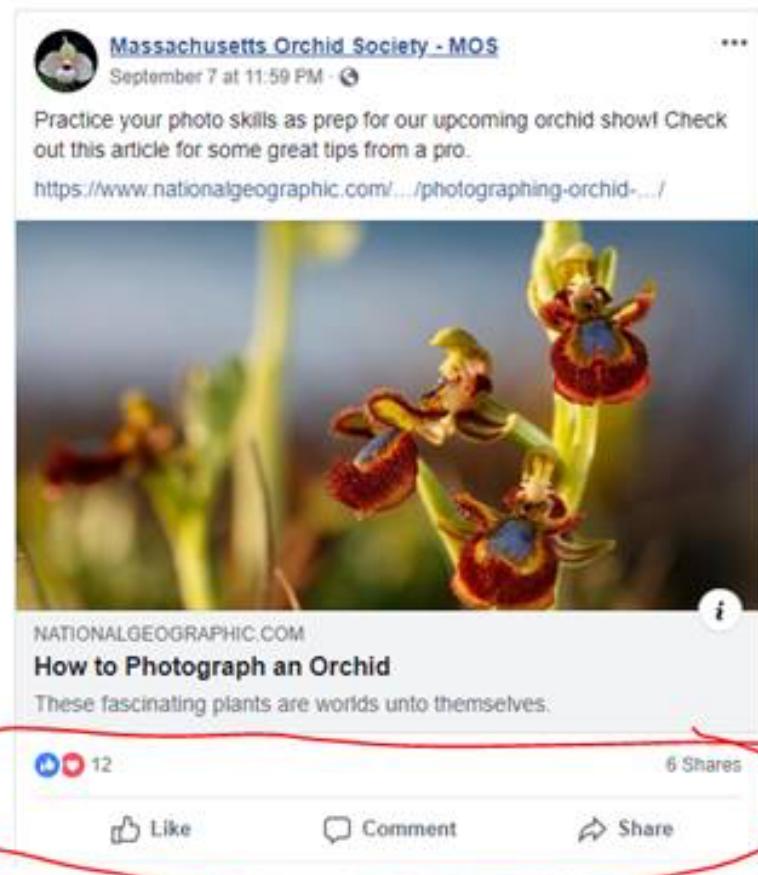 Massachusetts Orchid Society - MOS
September 7 at 11:59 PM ·
Practice your photo skills as prep for our upcoming orchid show! Check
out this article for some great tips from a pro.
https://www.nationalgeographic.com/.../photographing-orchid-.../
NATIONALGEOGRAPHIC.COM
How to Photograph an Orchid
These fascinating plants are worlds unto themselves.
12 6 Shares
Like Comment Share